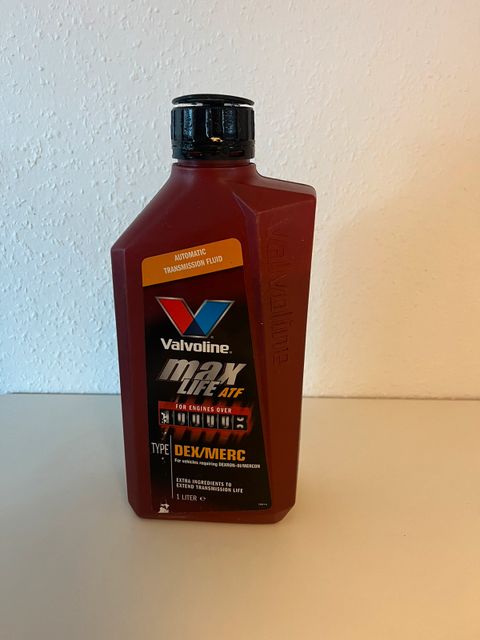 AUTOMATIC
TRANSMISSION FLUID
Valvoline
max
LIFE ATF
FOR ENGINES OVER
TYPE DEX/MERC
For vehicles requiring DEXRON-III/MERCON
EXTRA INGREDIENTS TO
EXTEND TRANSMISSION LIFE
1 LITER e
Valvoline